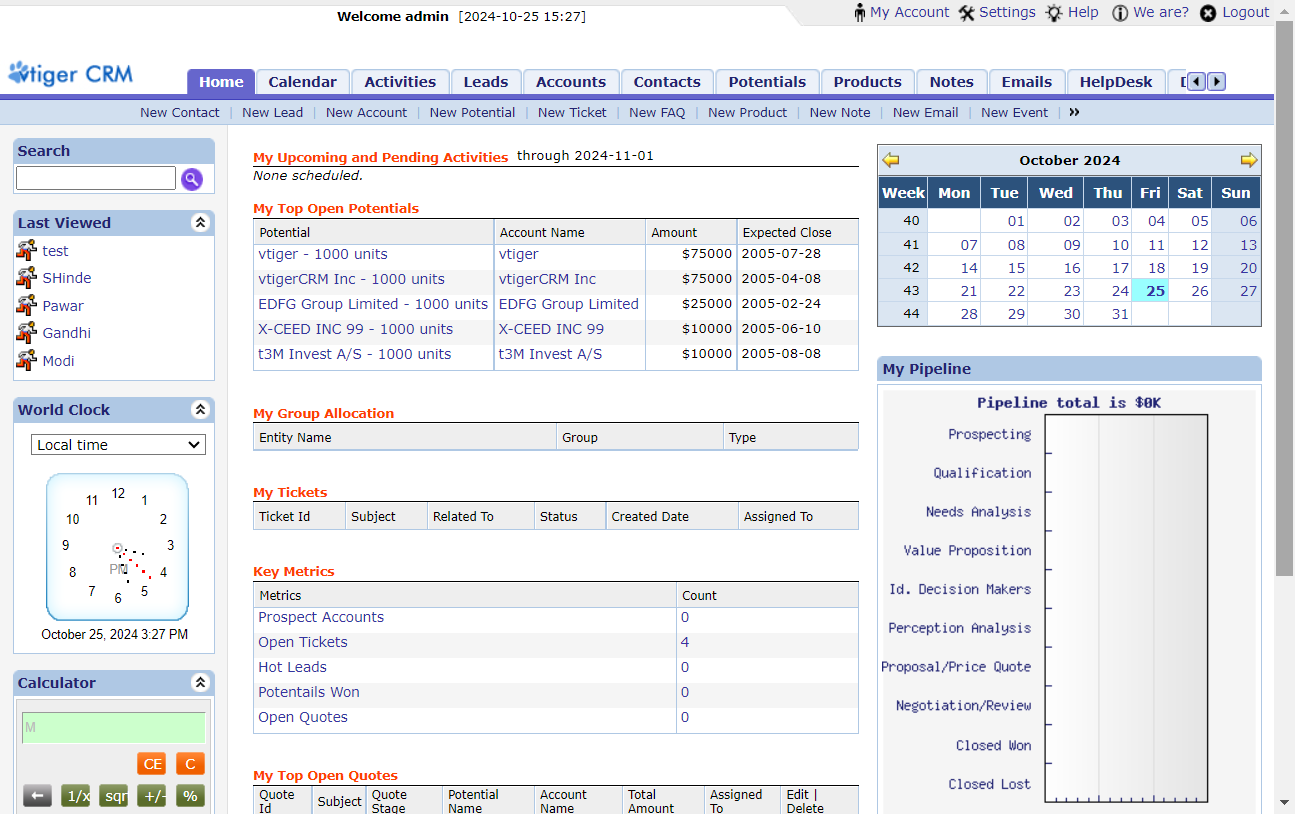 Welcome admin [2024-10-25 15:27]
My Account Settings Help We are? Logout
vtiger CRM
Home Calendar Activities Leads Accounts Contacts Potentials Products Notes Emails HelpDesk
New Contact New Lead New Account New Potential New Ticket New FAQ New Product New Note New Email New Event »
Search
Last Viewed
test
SHinde
Pawar
Gandhi
Modi
World Clock
Local time
12
11 1
10 2
9 3
PM
8 4
7 5
6
October 25, 2024 3:27 PM
Calculator
M
CE C
← 1/x sqr +/- %
My Upcoming and Pending Activities through 2024-11-01
None scheduled.
My Top Open Potentials
Potential Account Name Amount Expected Close
vtiger - 1000 units vtiger $75000 2005-07-28
vtigerCRM Inc - 1000 units vtigerCRM Inc $75000 2005-04-08
EDFG Group Limited - 1000 units EDFG Group Limited $25000 2005-02-24
X-CEED INC 99 - 1000 units X-CEED INC 99 $10000 2005-06-10
t3M Invest A/S - 1000 units t3M Invest A/S $10000 2005-08-08
My Group Allocation
Entity Name Group Type
My Tickets
Ticket Id Subject Related To Status Created Date Assigned To
Key Metrics
Metrics Count
Prospect Accounts 0
Open Tickets 4
Hot Leads 0
Potentails Won 0
Open Quotes 0
My Top Open Quotes
Quote Id Subject Quote Stage Potential Name Account Name Total Amount Assigned To Edit | Delete
October 2024
Week Mon Tue Wed Thu Fri Sat Sun
40 01 02 03 04 05 06
41 07 08 09 10 11 12 13
42 14 15 16 17 18 19 20
43 21 22 23 24 25 26 27
44 28 29 30 31
My Pipeline
Pipeline total is $0K
Prospecting
Qualification
Needs Analysis
Value Proposition
Id. Decision Makers
Perception Analysis
Proposal/Price Quote
Negotiation/Review
Closed Won
Closed Lost